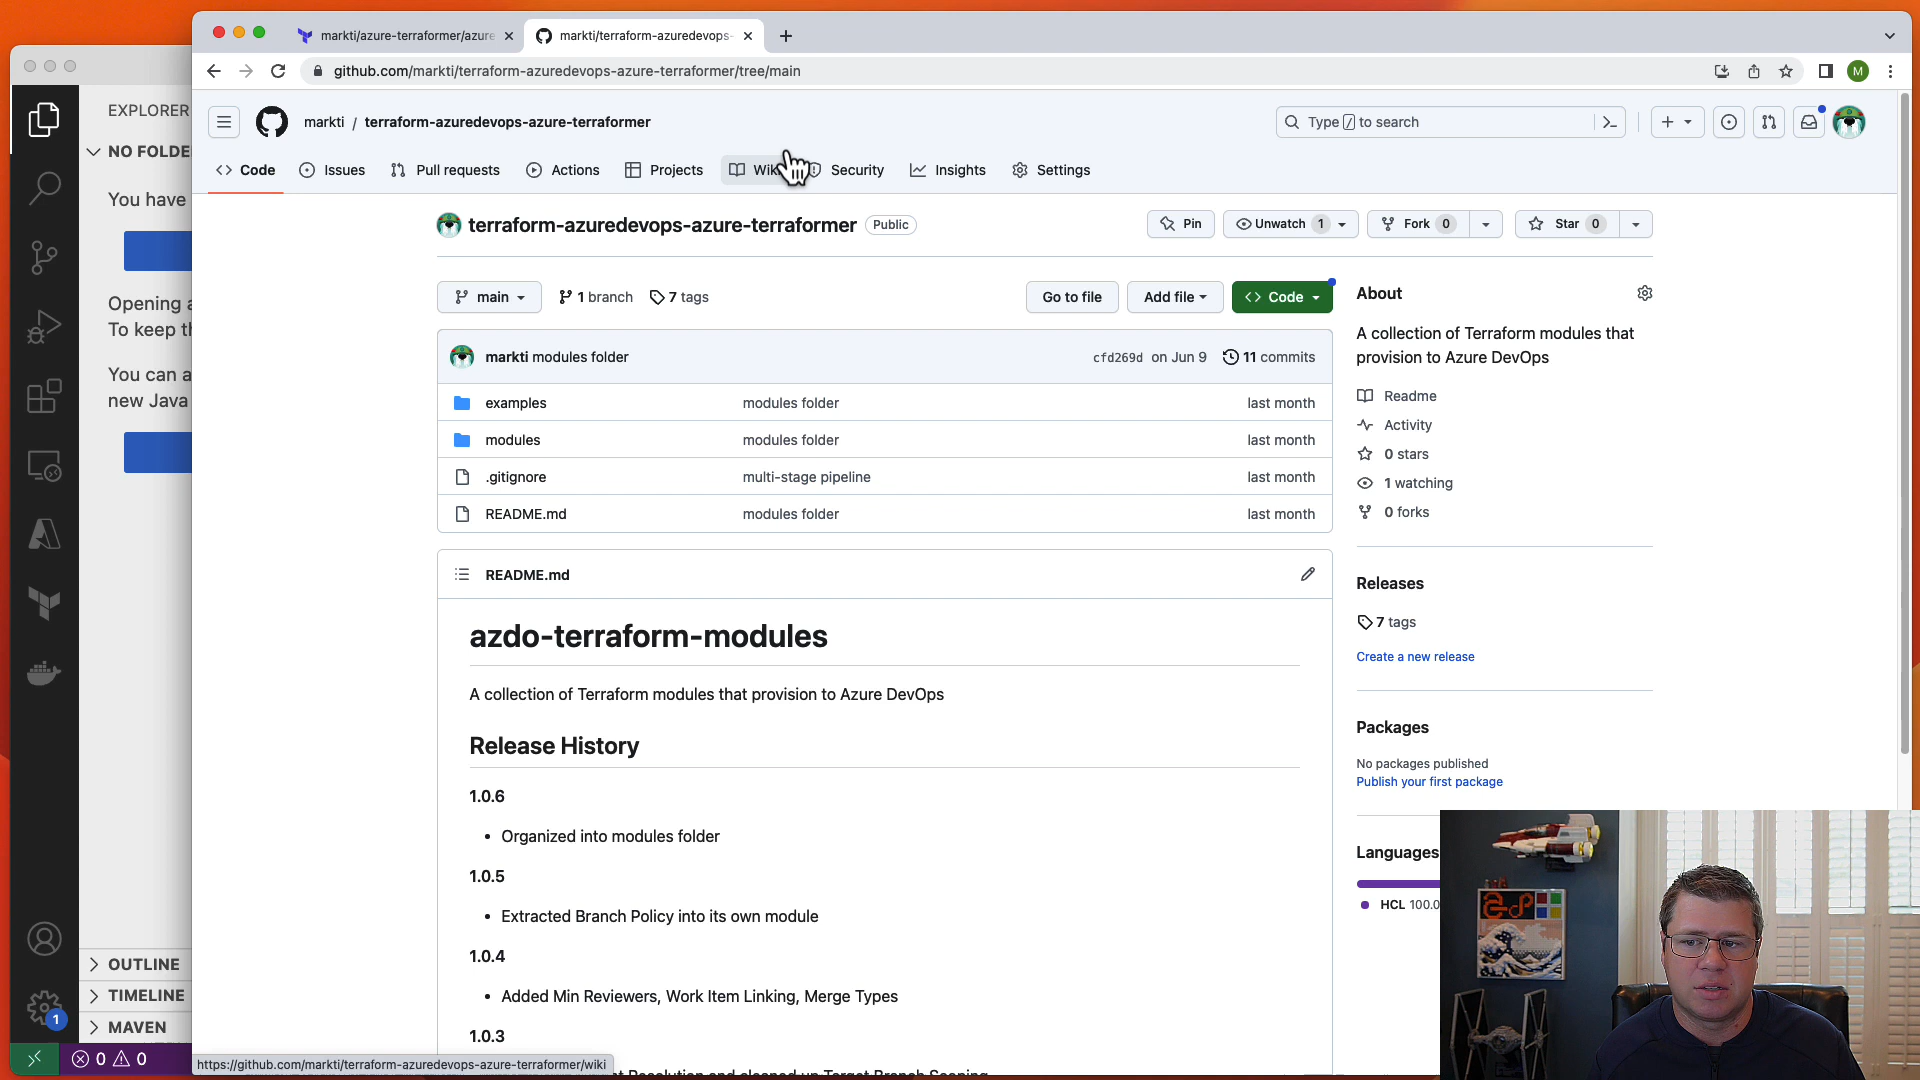 markti/azure-terraformer/azure
markti/terraform-azuredevops-
github.com/markti/terraform-azuredevops-azure-terraformer/tree/main
M
EXPLORER
NO FOLDE
You have
Opening a
To keep th
You can a
new Java
OUTLINE
TIMELINE
MAVEN
1
0 0
markti / terraform-azuredevops-azure-terraformer
Type / to search
Code
Issues
Pull requests
Actions
Projects
Wiki
Security
Insights
Settings
terraform-azuredevops-azure-terraformer
Public
Pin
Unwatch 1
Fork 0
Star 0
main
1 branch
7 tags
Go to file
Add file
Code
markti modules folder
cfd269d on Jun 9
11 commits
examples modules folder last month
modules modules folder last month
.gitignore multi-stage pipeline last month
README.md modules folder last month
README.md
azdo-terraform-modules
A collection of Terraform modules that provision to Azure DevOps
Release History
1.0.6
• Organized into modules folder
1.0.5
• Extracted Branch Policy into its own module
1.0.4
• Added Min Reviewers, Work Item Linking, Merge Types
1.0.3
About
A collection of Terraform modules that
provision to Azure DevOps
Readme
Activity
0 stars
1 watching
0 forks
Releases
7 tags
Create a new release
Packages
No packages published
Publish your first package
Languages
HCL 100.0
https://github.com/markti/terraform-azuredevops-azure-terraformer/wiki